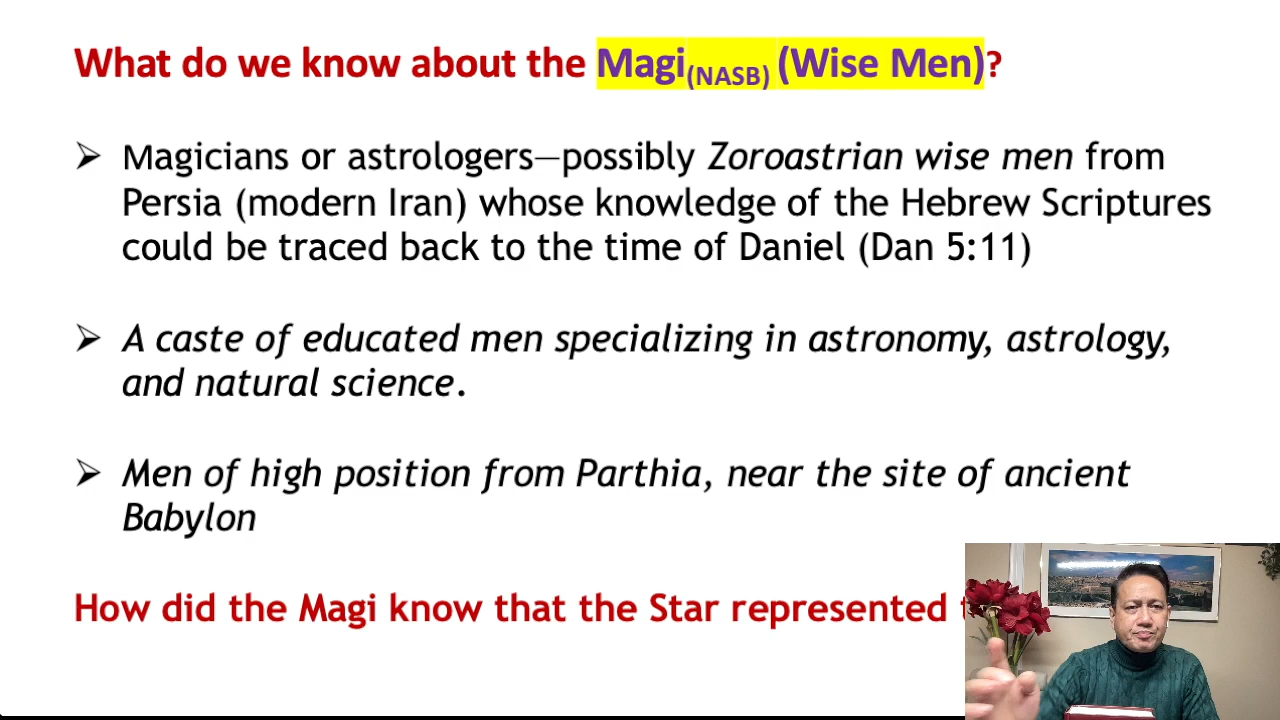 What do we know about the Magi(NASB) (Wise Men)?
➢ Magicians or astrologers—possibly Zoroastrian wise men from
Persia (modern Iran) whose knowledge of the Hebrew Scriptures
could be traced back to the time of Daniel (Dan 5:11)
➢ A caste of educated men specializing in astronomy, astrology,
and natural science.
➢ Men of high position from Parthia, near the site of ancient
Babylon
How did the Magi know that the Star represented